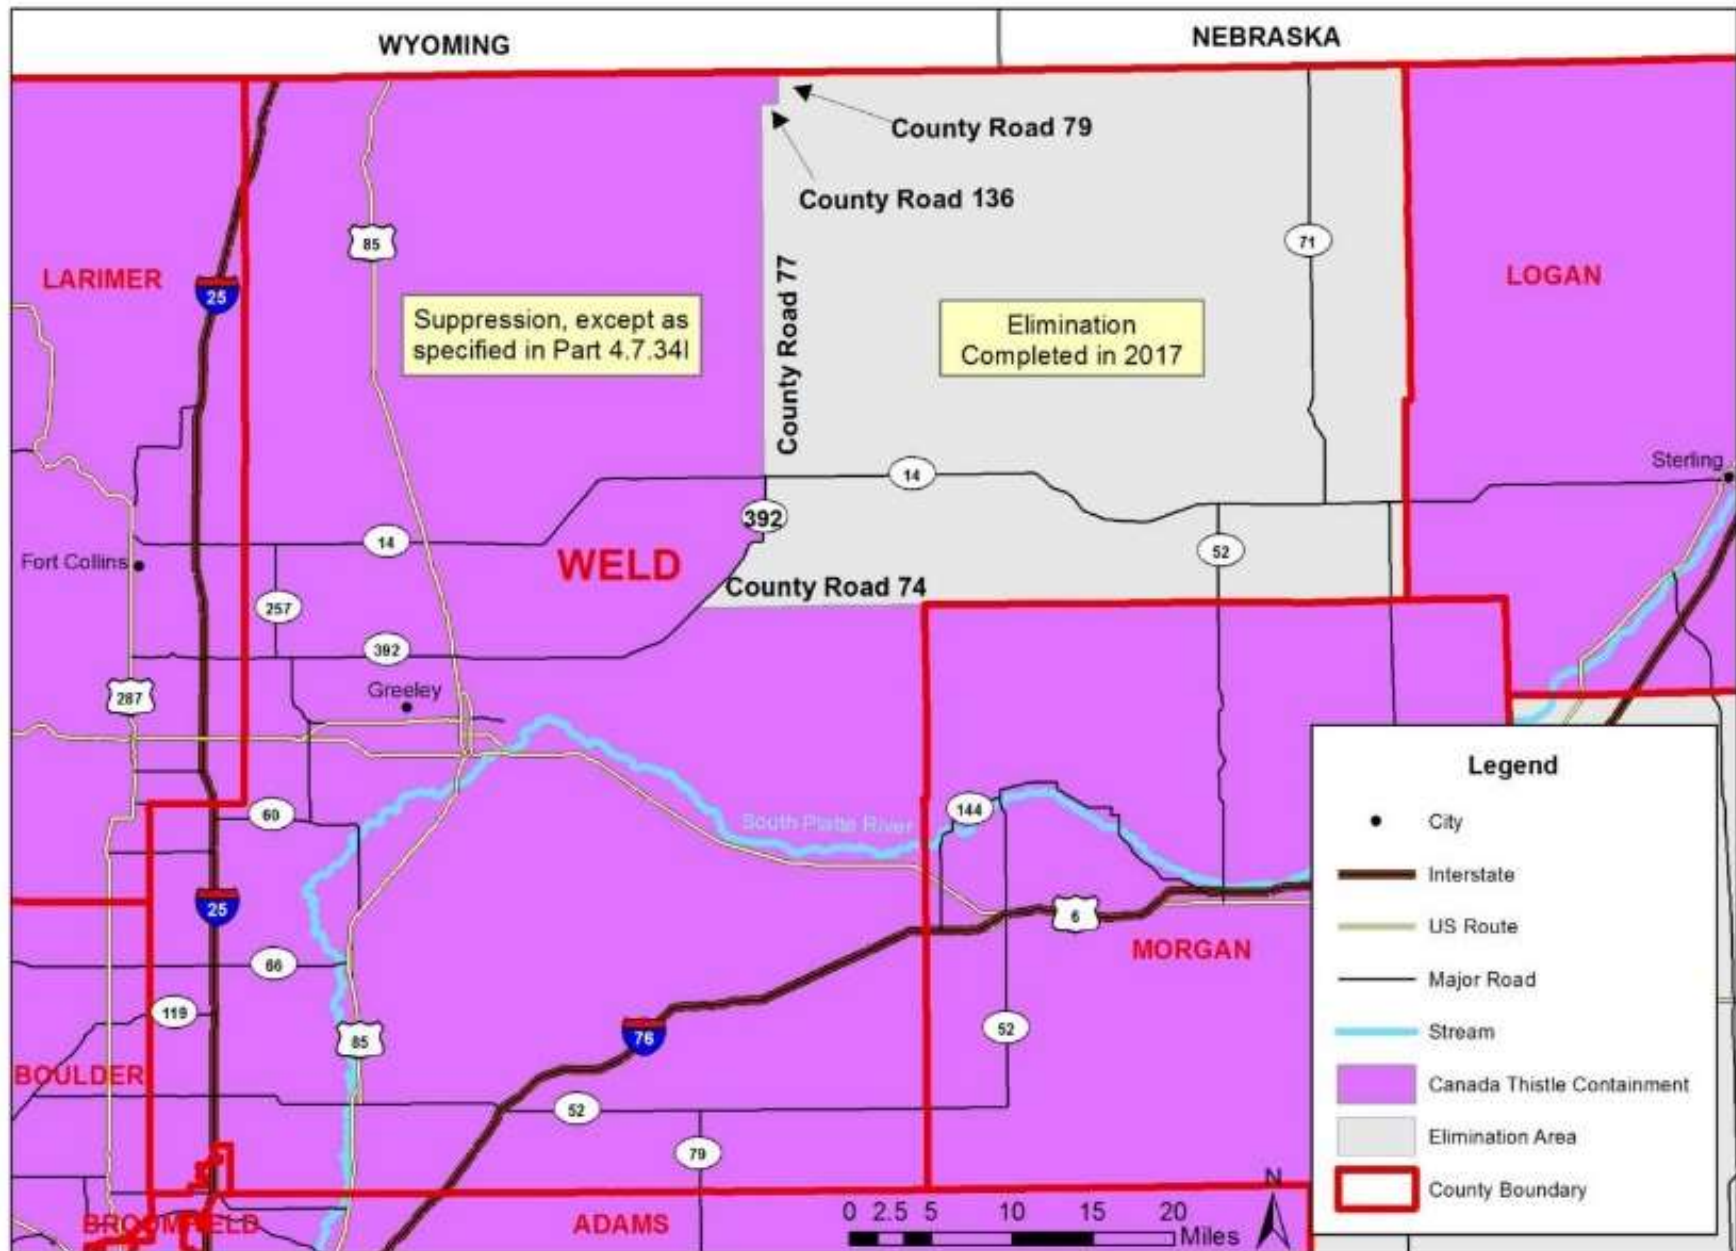 WYOMING
NEBRASKA
County Road 79
County Road 136
85
71
LARIMER
25
LOGAN
County Road 77
Suppression, except as
specified in Part 4.7.34I
Elimination
Completed in 2017
Sterling
14
392
14
52
Fort Collins
WELD
County Road 74
257
392
287
Greeley
60
144
South Platte River
25
6
66
MORGAN
119
52
76
85
BOULDER
52
79
BROOMFIELD
ADAMS
Legend
City
Interstate
US Route
Major Road
Stream
Canada Thistle Containment
Elimination Area
County Boundary
N
0 2.5 5 10 15 20
Miles